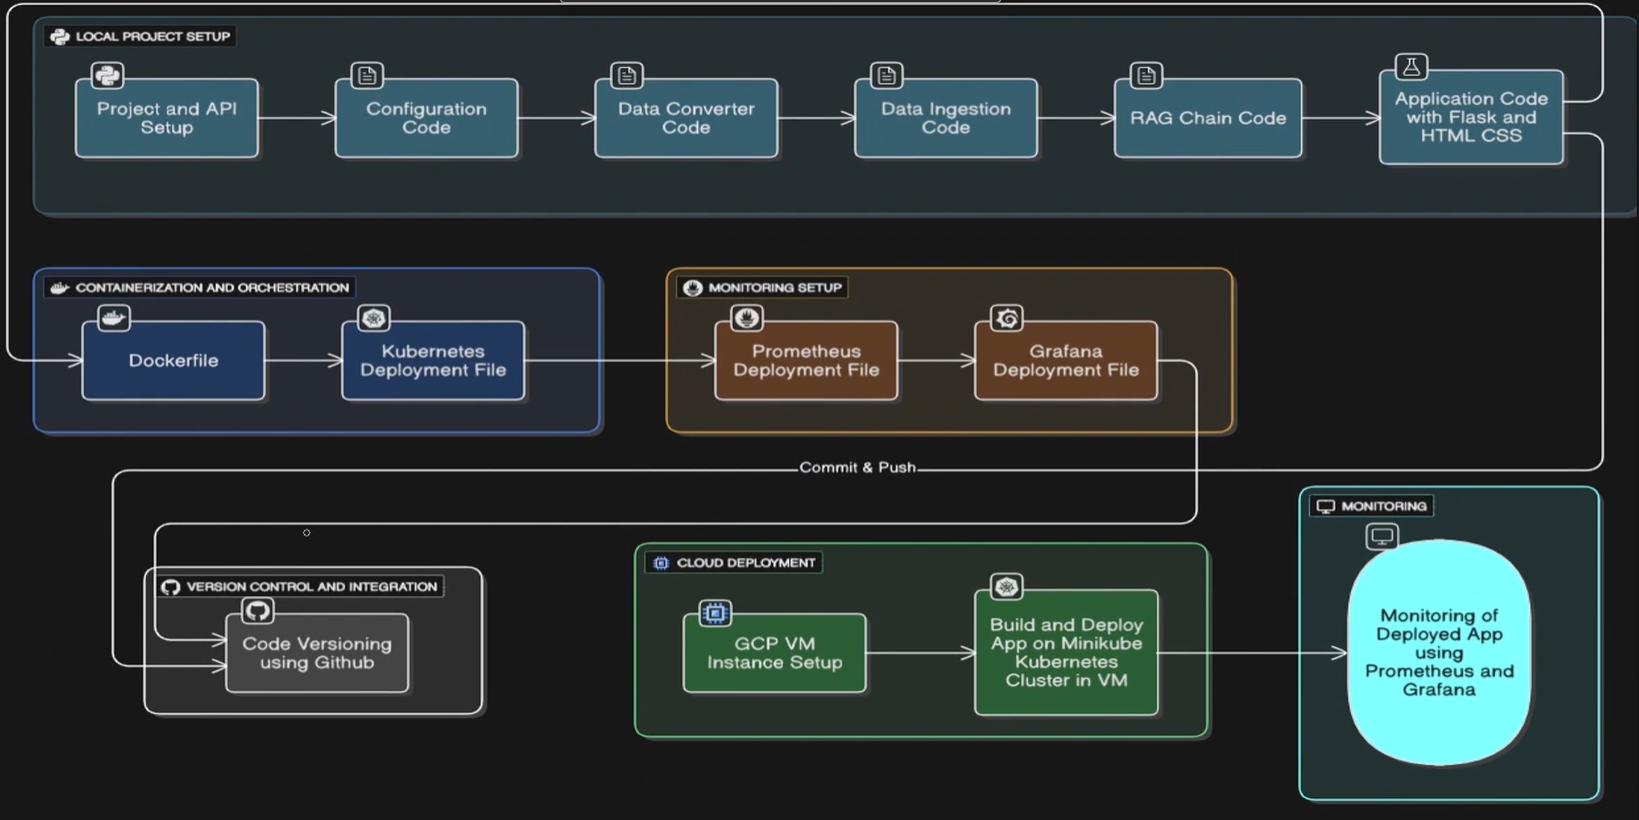 LOCAL PROJECT SETUP
Project and API
Setup
Configuration
Code
Data Converter
Code
Data Ingestion
Code
RAG Chain Code
Application Code
with Flask and
HTML CSS
CONTAINERIZATION AND ORCHESTRATION
Dockerfile
Kubernetes
Deployment File
MONITORING SETUP
Prometheus
Deployment File
Grafana
Deployment File
Commit & Push
VERSION CONTROL AND INTEGRATION
Code Versioning
using Github
CLOUD DEPLOYMENT
GCP VM
Instance Setup
Build and Deploy
App on Minikube
Kubernetes
Cluster in VM
MONITORING
Monitoring of
Deployed App
using
Prometheus and
Grafana